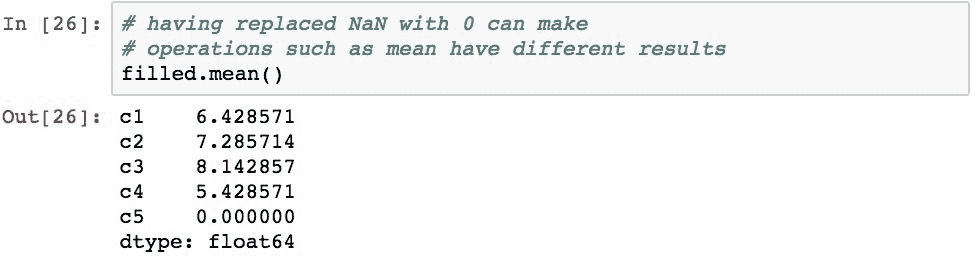 In [26]: # having replaced NaN with 0 can make
# operations such as mean have different results
filled.mean()
Out[26]: c1    6.428571
c2    7.285714
c3    8.142857
c4    5.428571
c5    0.000000
dtype: float64